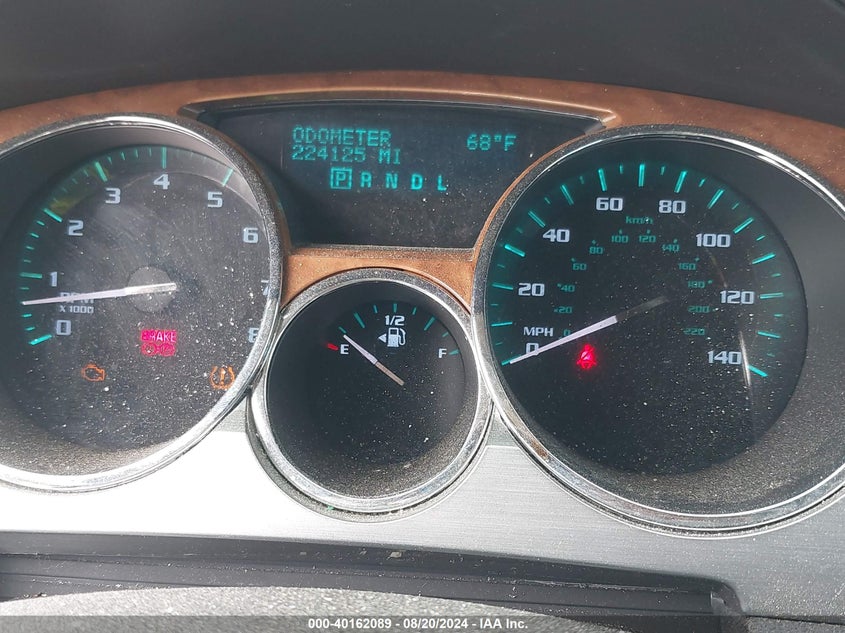 ODOMETER 68°F
224125 MI
P R N D L
0 1 2 3 4 5 6 7 8
RPM
X 1000
BRAKE
E 1/2 F
0 20 40 60 80 100 120 140
MPH
km/h
0 20 40 60 80 100 120 140 160 180 200 220
000-40162089 - 08/20/2024 - IAA Inc.